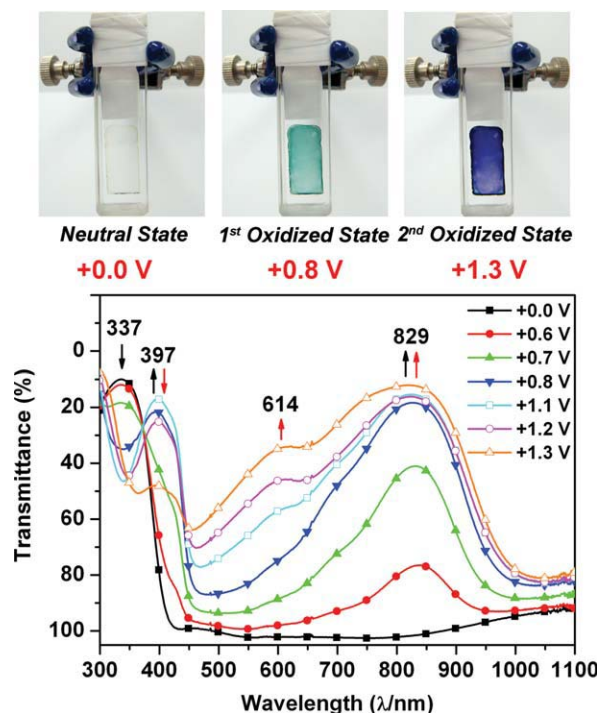 Neutral State 1st Oxidized State 2nd Oxidized State
+0.0 V +0.8 V +1.3 V
337
397
614
829
+0.0 V
+0.6 V
+0.7 V
+0.8 V
+1.1 V
+1.2 V
+1.3 V
Transmittance (%)
0
20
40
60
80
100
300 400 500 600 700 800 900 1000 1100
Wavelength (λ/nm)